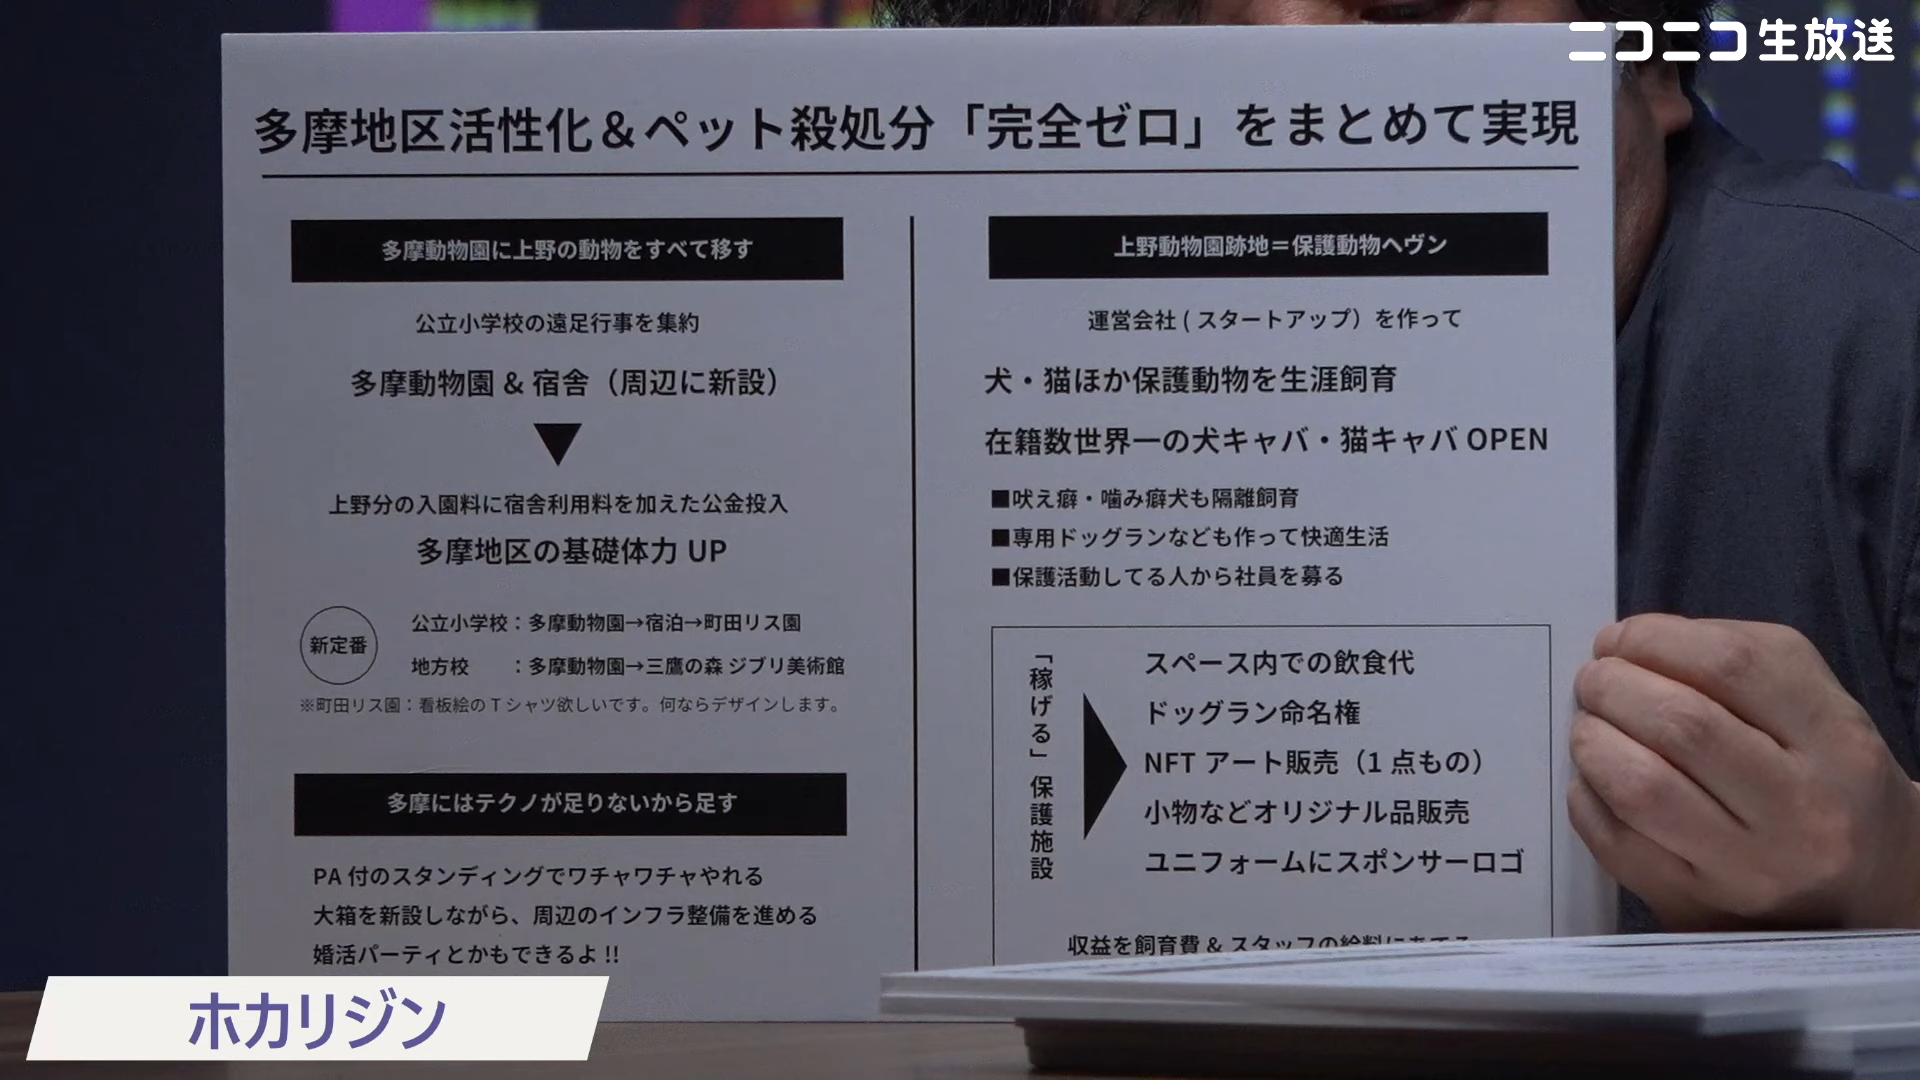 ニコニコ生放送
多摩地区活性化＆ペット殺処分「完全ゼロ」をまとめて実現
多摩動物園に上野の動物をすべて移す
公立小学校の遠足行事を集約
多摩動物園 & 宿舎（周辺に新設）
上野分の入園料に宿舎利用料を加えた公金投入
多摩地区の基礎体力 UP
新定番
公立小学校：多摩動物園→宿泊→町田リス園
地方校　　：多摩動物園→三鷹の森 ジブリ美術館
※町田リス園：看板絵のTシャツ欲しいです。何ならデザインします。
多摩にはテクノが足りないから足す
PA 付のスタンディングでワチャワチャやれる
大箱を新設しながら、周辺のインフラ整備を進める
婚活パーティとかもできるよ !!
上野動物園跡地＝保護動物ヘヴン
運営会社 ( スタートアップ）を作って
犬・猫ほか保護動物を生涯飼育
在籍数世界一の犬キャバ・猫キャバ OPEN
■吠え癖・噛み癖犬も隔離飼育
■専用ドッグランなども作って快適生活
■保護活動してる人から社員を募る
「稼げる」保護施設
スペース内での飲食代
ドッグラン命名権
NFT アート販売（1 点もの）
小物などオリジナル品販売
ユニフォームにスポンサーロゴ
収益を飼育費 & スタッフの給料にあてる
ホカリジン